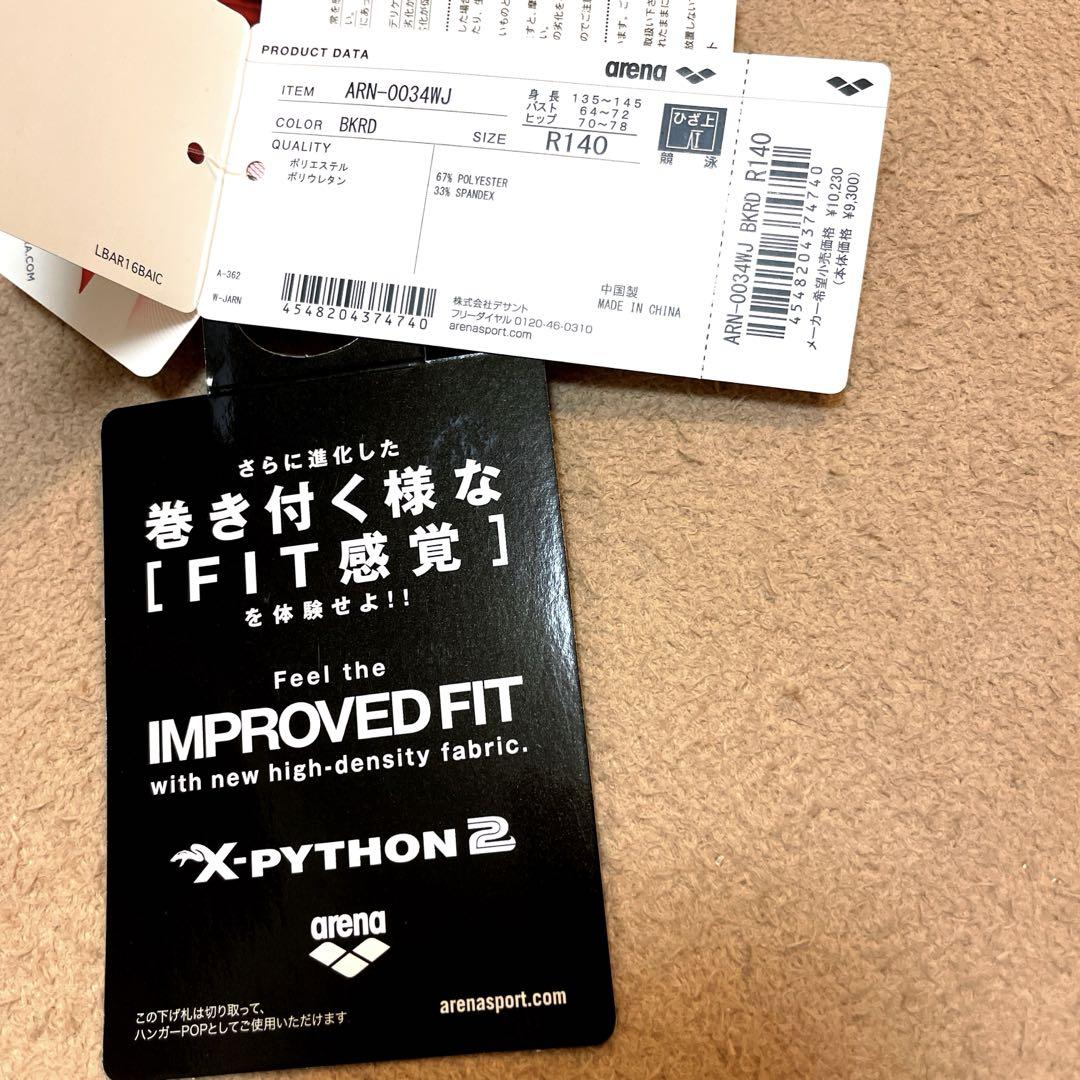 PRODUCT DATA
arena
ITEM ARN-0034WJ
身長 135~145
バスト 64~72
ヒップ 70~78
COLOR BKRD
SIZE R140
ひざ上
競 泳
QUALITY
ポリエステル
ポリウレタン
67% POLYESTER
33% SPANDEX
A-362
W-JARN
4548204374740
株式会社デサント
フリーダイヤル 0120-46-0310
arenasport.com
中国製
MADE IN CHINA
ARN-0034WJ BKRD R140
4548204374740
メーカー希望小売価格 ¥10,230
(本体価格 ¥9,300)
LBAR16BAIC
A.COM
さらに進化した
巻き付く様な
[FIT感覚]
を体験せよ!!
Feel the
IMPROVED FIT
with new high-density fabric.
X-PYTHON 2
arena
この下げ札は切り取って、
ハンガーPOPとしてご使用いただけます
arenasport.com